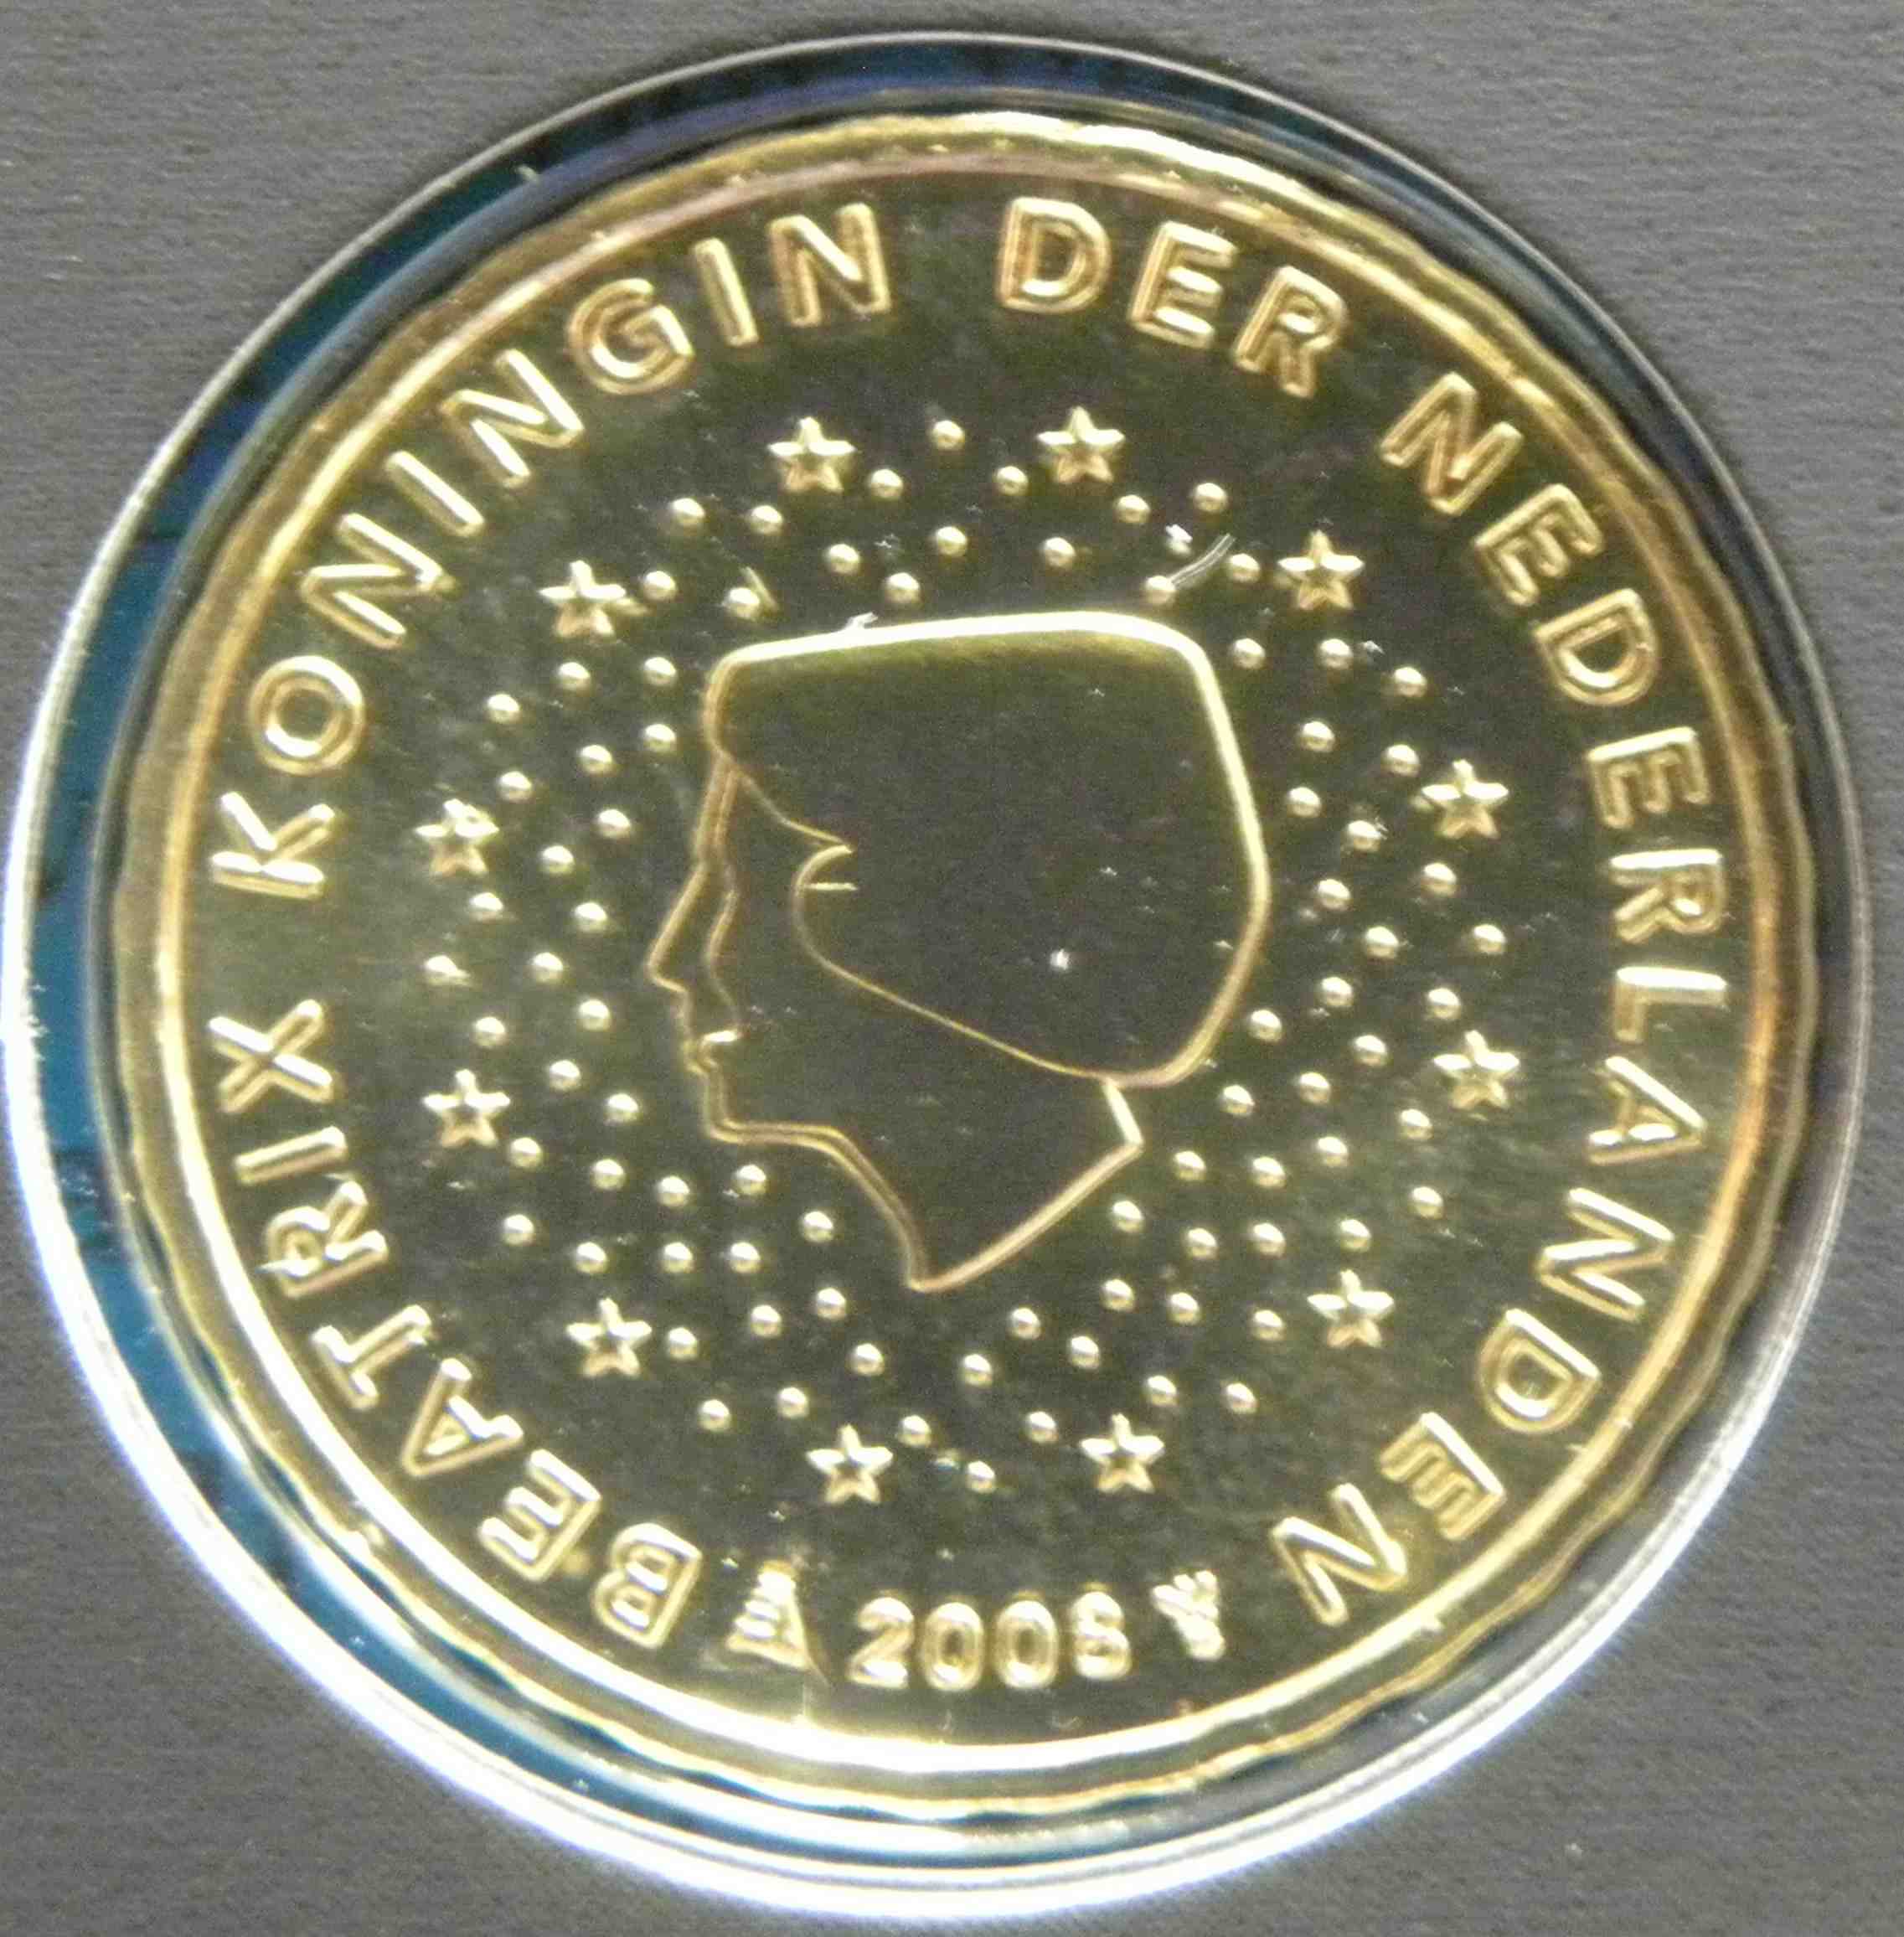 BEATRIX KONINGIN DER NEDERLANDEN
2008